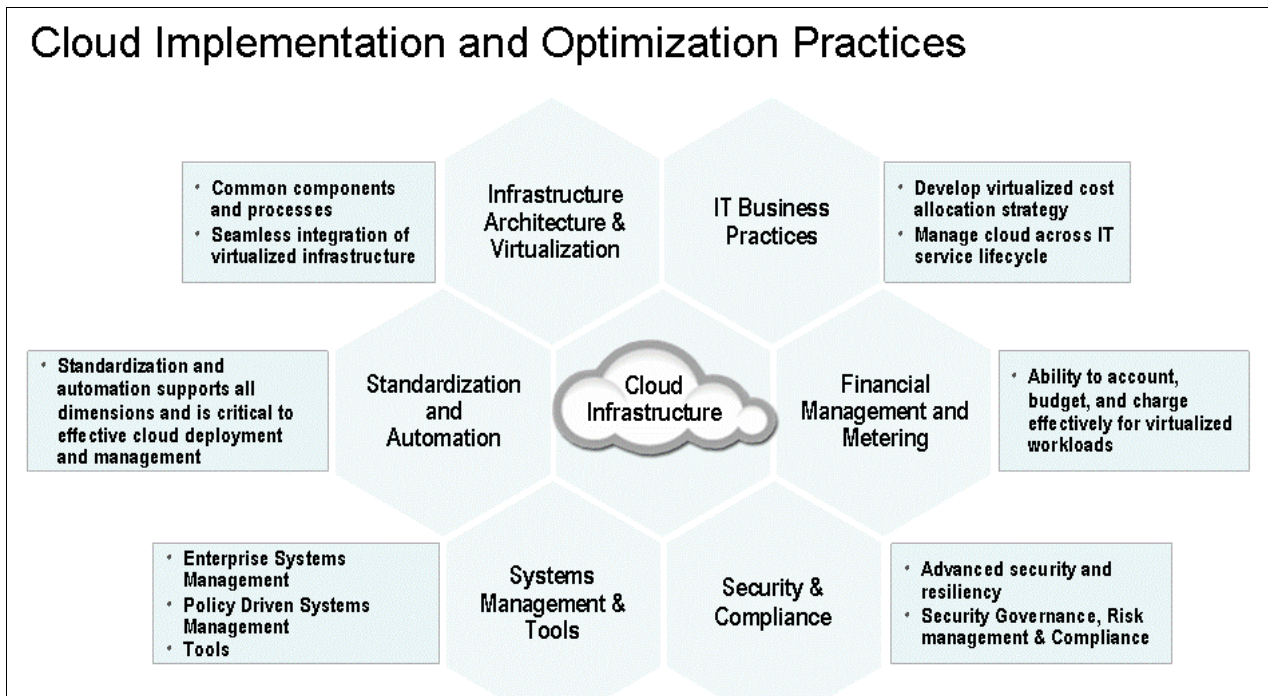 Cloud Implementation and Optimization Practices
• Common components
and processes
• Seamless integration of
virtualized infrastructure
Infrastructure
Architecture &
Virtualization
IT Business
Practices
• Develop virtualized cost
allocation strategy
• Manage cloud across IT
service lifecycle
• Standardization and
automation supports all
dimensions and is critical to
effective cloud deployment
and management
Standardization
and
Automation
Cloud
Infrastructure
Financial
Management and
Metering
• Ability to account,
budget, and charge
effectively for virtualized
workloads
• Enterprise Systems
Management
• Policy Driven Systems
Management
• Tools
Systems
Management &
Tools
Security &
Compliance
• Advanced security and
resiliency
• Security Governance, Risk
management & Compliance